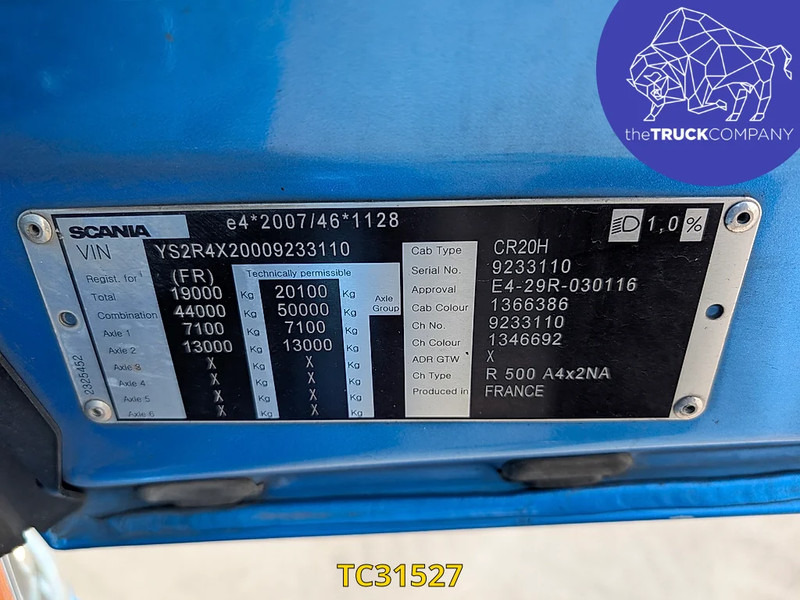 theTRUCKCOMPANY
SCANIA e4*2007/46*1128 1,0%
VIN YS2R4X20009233110
Regist. for (FR) Technically permissible
Total 19000 Kg 20100 Kg
Axle Group
Combination 44000 Kg 50000 Kg
Axle 1 7100 Kg 7100 Kg
Axle 2 13000 Kg 13000 Kg
Axle 3 X Kg X Kg
Axle 4 X Kg X Kg
Axle 5 X Kg X Kg
Axle 6 X Kg X Kg
2325452
Cab Type CR20H
Serial No. 9233110
Approval E4-29R-030116
Cab Colour 1366386
Ch No. 9233110
Ch Colour 1346692
ADR GTW X
Ch Type R 500 A4x2NA
Produced in FRANCE
TC31527